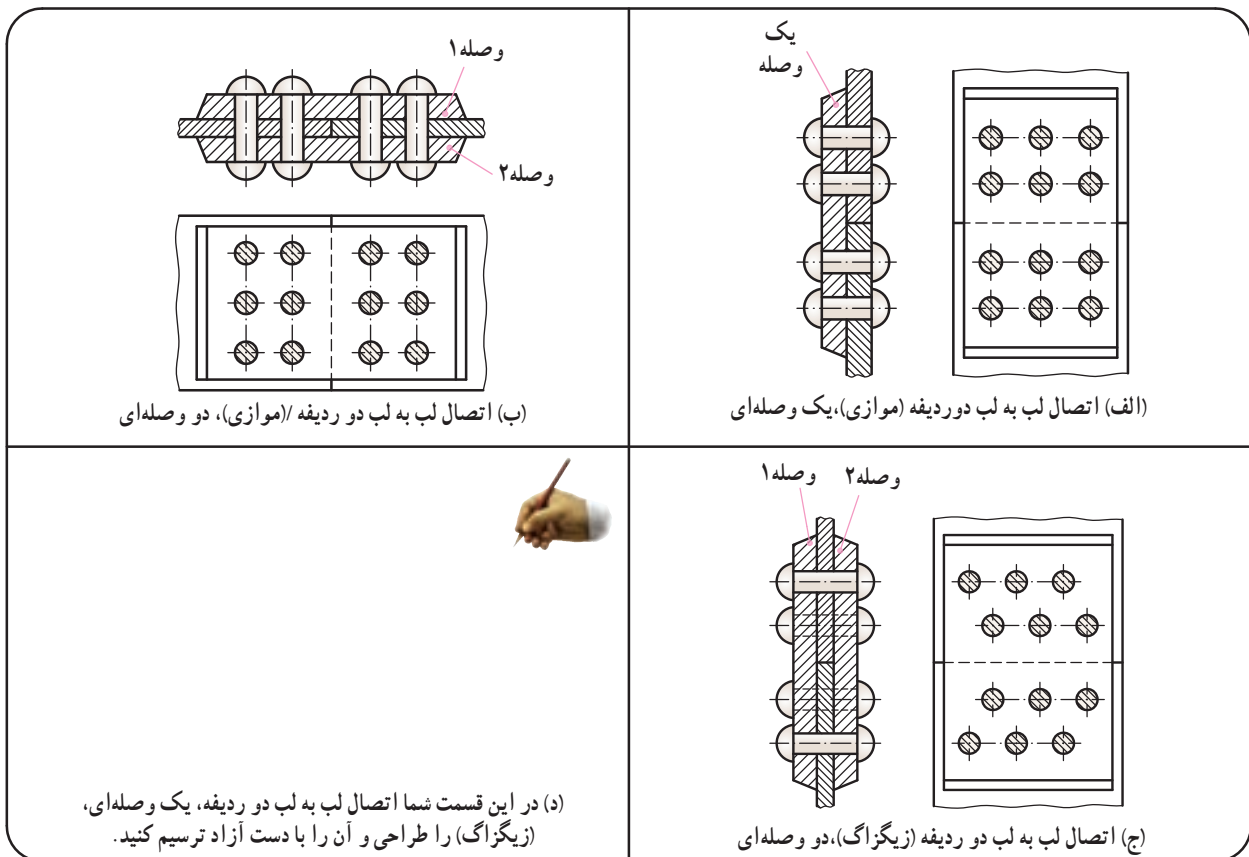 یک
وصله
(الف) اتصال لب به لب دوردیفه (موازی)،یک وصله‌ای
وصله۱
وصله۲
(ب) اتصال لب به لب دو ردیفه /(موازی)، دو وصله‌ای
وصله۲
وصله۱
(ج) اتصال لب به لب دو ردیفه (زیگزاگ)،دو وصله‌ای
(د) در این قسمت شما اتصال لب به لب دو ردیفه، یک وصله‌ای،
(زیگزاگ) را طراحی و آن را با دست آزاد ترسیم کنید.